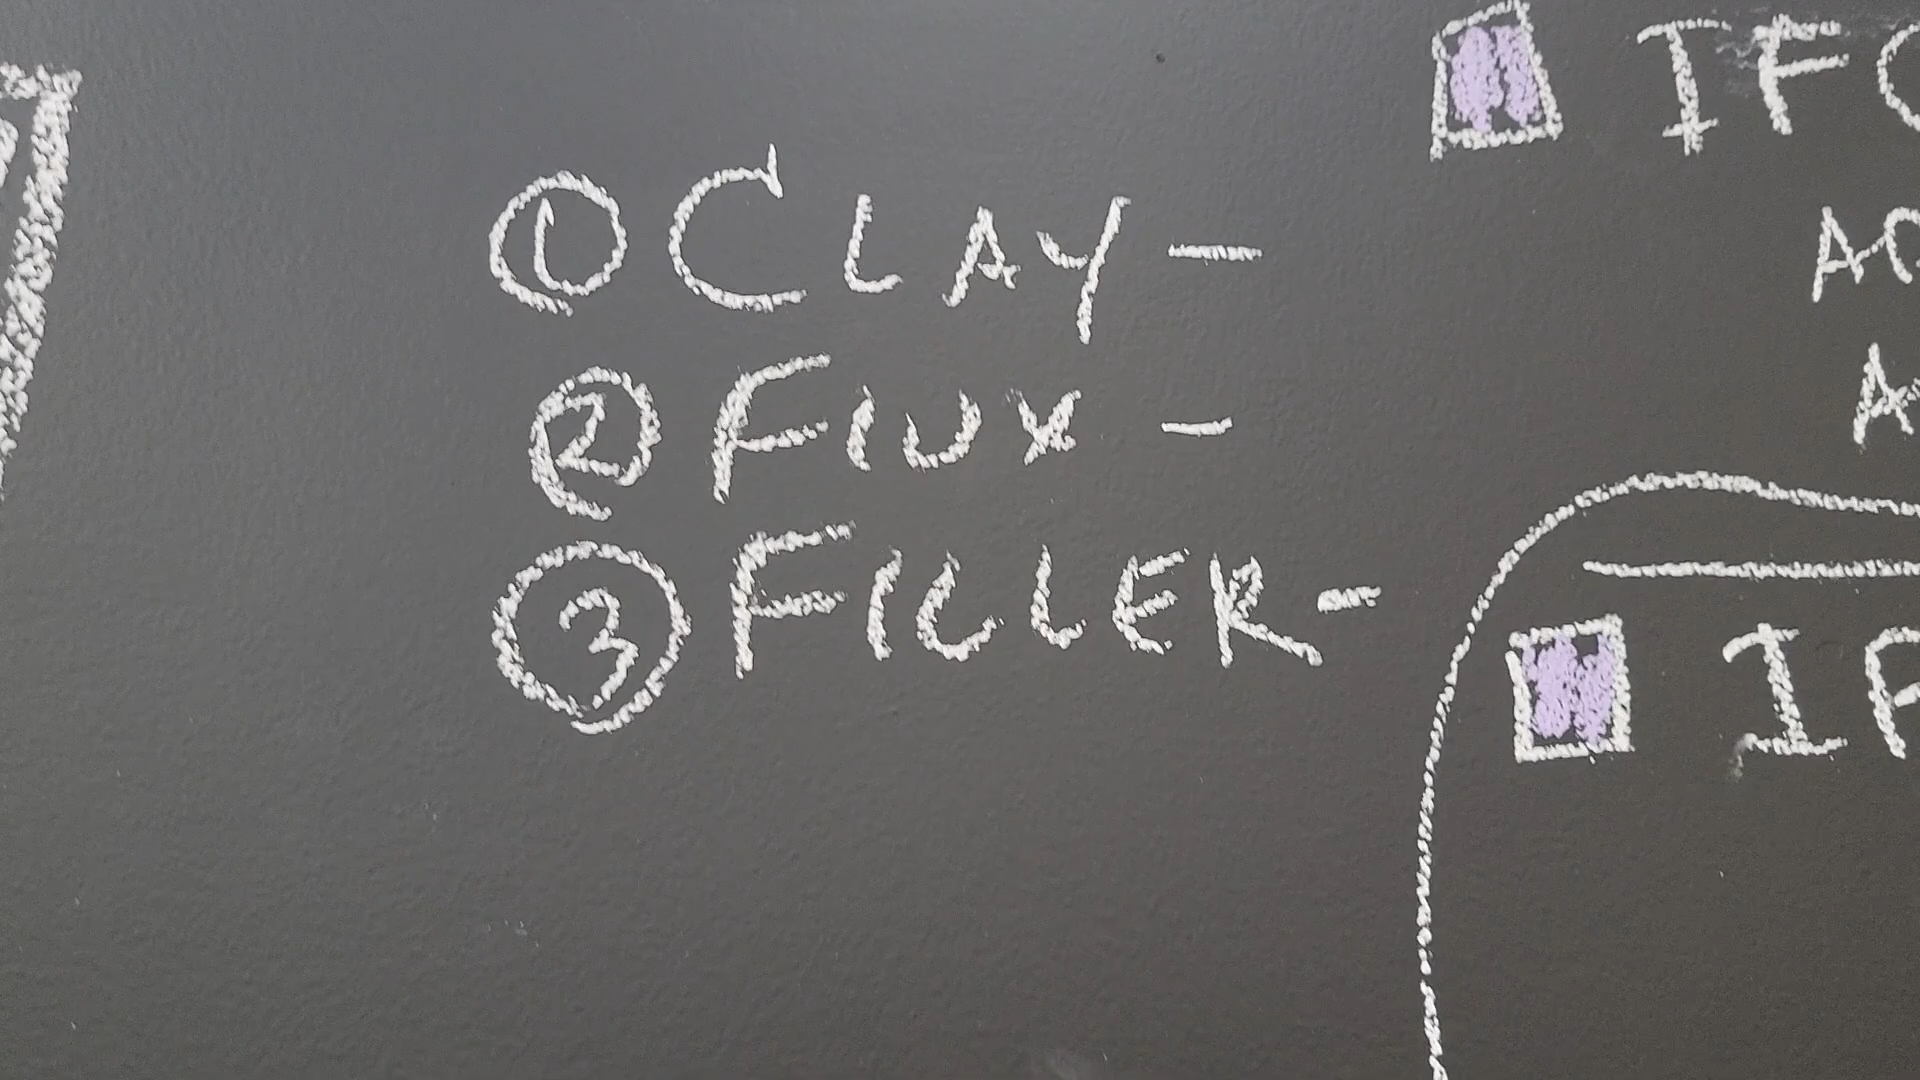 ① CLAY -
② FLUX -
③ FILLER -